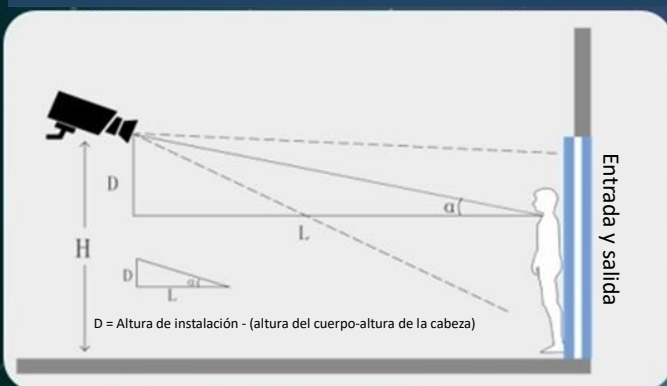 D
α
L
H
D
α
L
D = Altura de instalación - (altura del cuerpo-altura de la cabeza)
Entrada y salida